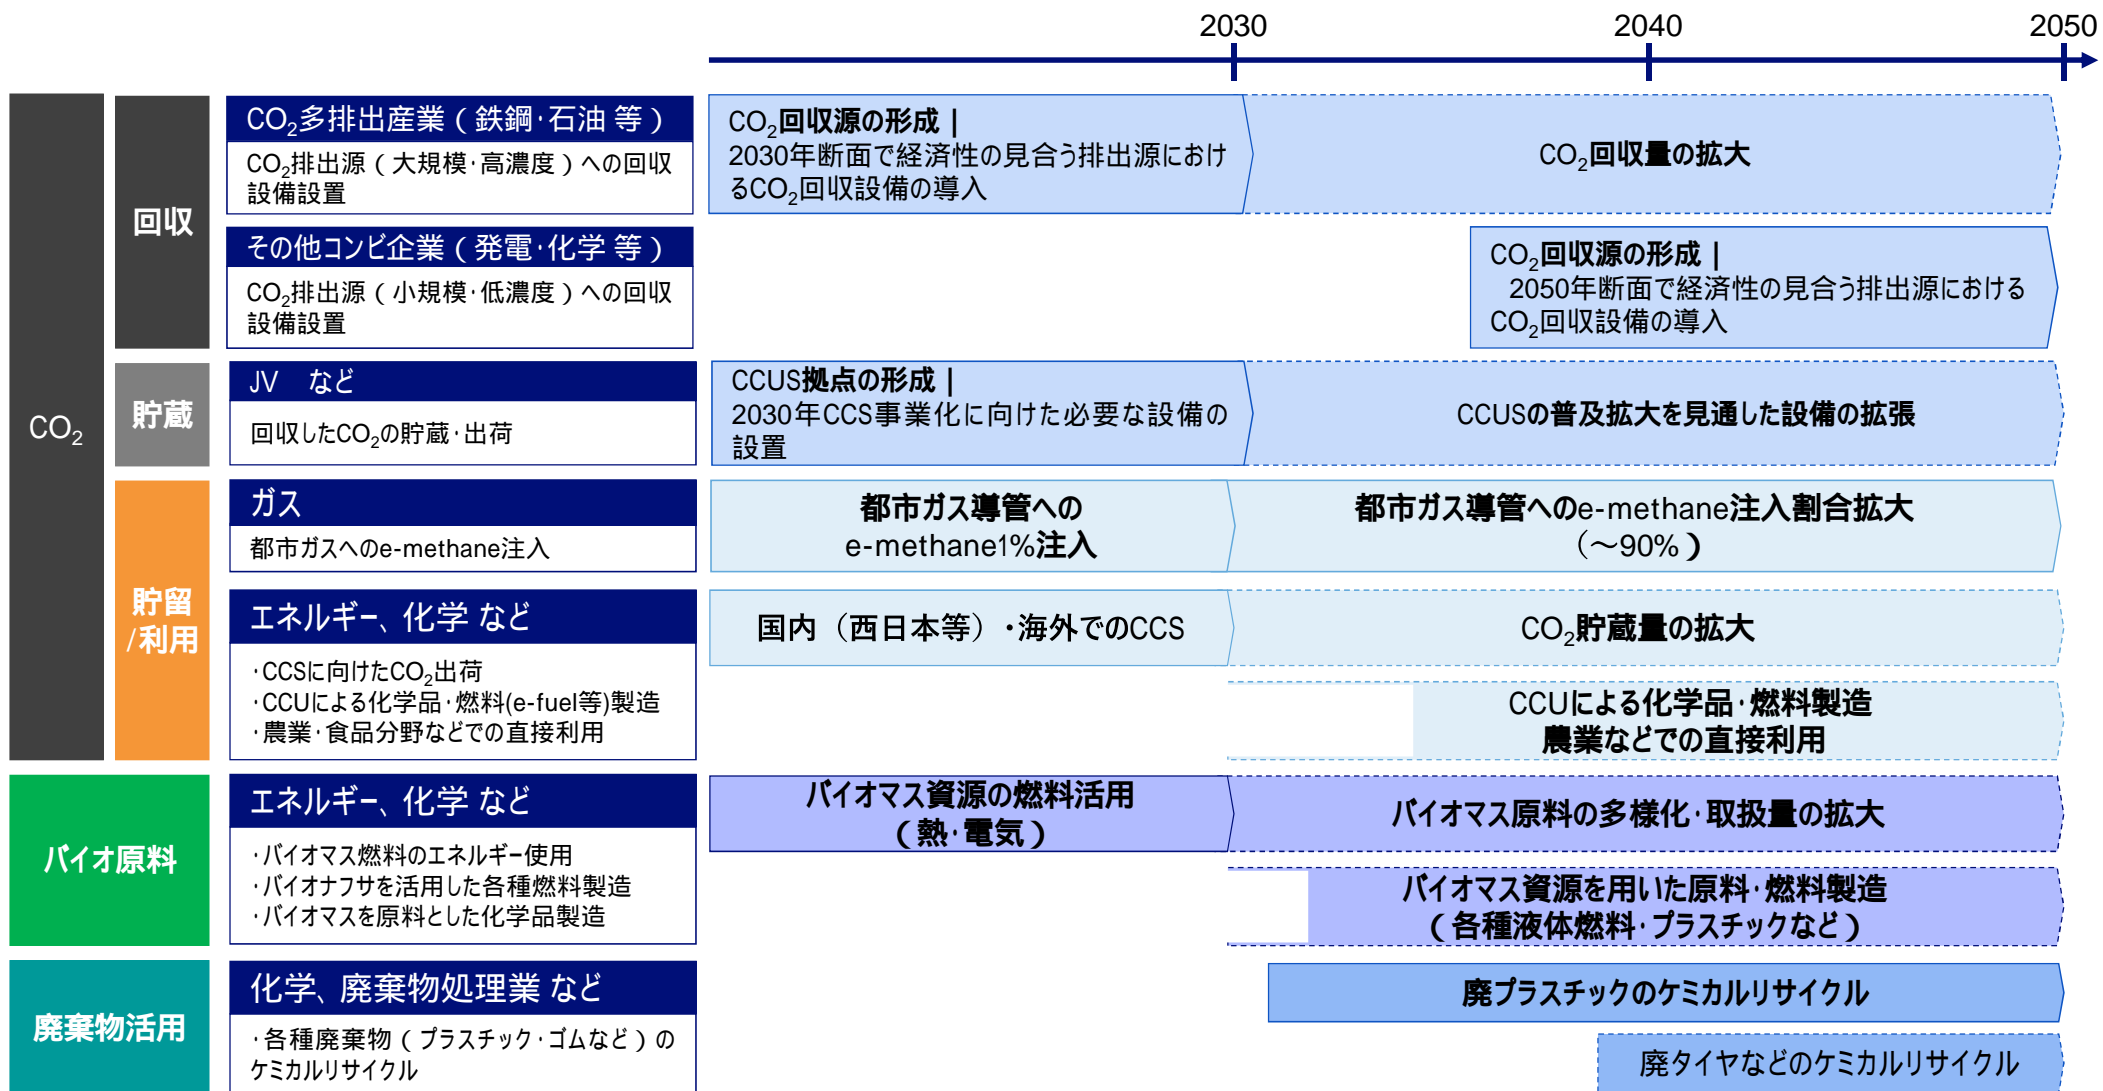 2030
2040
2050
CO₂
回収
CO₂多排出産業（鉄鋼･石油 等）
CO₂排出源（大規模･高濃度）への回収
設備設置
CO₂回収源の形成｜
2030年断面で経済性の見合う排出源におけ
るCO₂回収設備の導入
CO₂回収量の拡大
その他コンビ企業（発電･化学 等）
CO₂排出源（小規模･低濃度）への回収
設備設置
CO₂回収源の形成｜
2050年断面で経済性の見合う排出源における
CO₂回収設備の導入
貯蔵
JV　など
回収したCO₂の貯蔵･出荷
CCUS拠点の形成｜
2030年CCS事業化に向けた必要な設備の
設置
CCUSの普及拡大を見通した設備の拡張
貯留
/利用
ガス
都市ガスへのe-methane注入
都市ガス導管への
e-methane1%注入
都市ガス導管へのe-methane注入割合拡大
（～90%）
エネルギー、化学 など
･CCSに向けたCO₂出荷
･CCUによる化学品･燃料(e-fuel等)製造
･農業･食品分野などでの直接利用
国内（西日本等）･海外でのCCS
CO₂貯蔵量の拡大
CCUによる化学品･燃料製造
農業などでの直接利用
バイオ原料
エネルギー、化学 など
･バイオマス燃料のエネルギー使用
･バイオナフサを活用した各種燃料製造
･バイオマスを原料とした化学品製造
バイオマス資源の燃料活用
（熱･電気）
バイオマス原料の多様化･取扱量の拡大
バイオマス資源を用いた原料･燃料製造
（各種液体燃料･プラスチックなど）
廃棄物活用
化学、廃棄物処理業 など
･各種廃棄物（プラスチック･ゴムなど）の
ケミカルリサイクル
廃プラスチックのケミカルリサイクル
廃タイヤなどのケミカルリサイクル